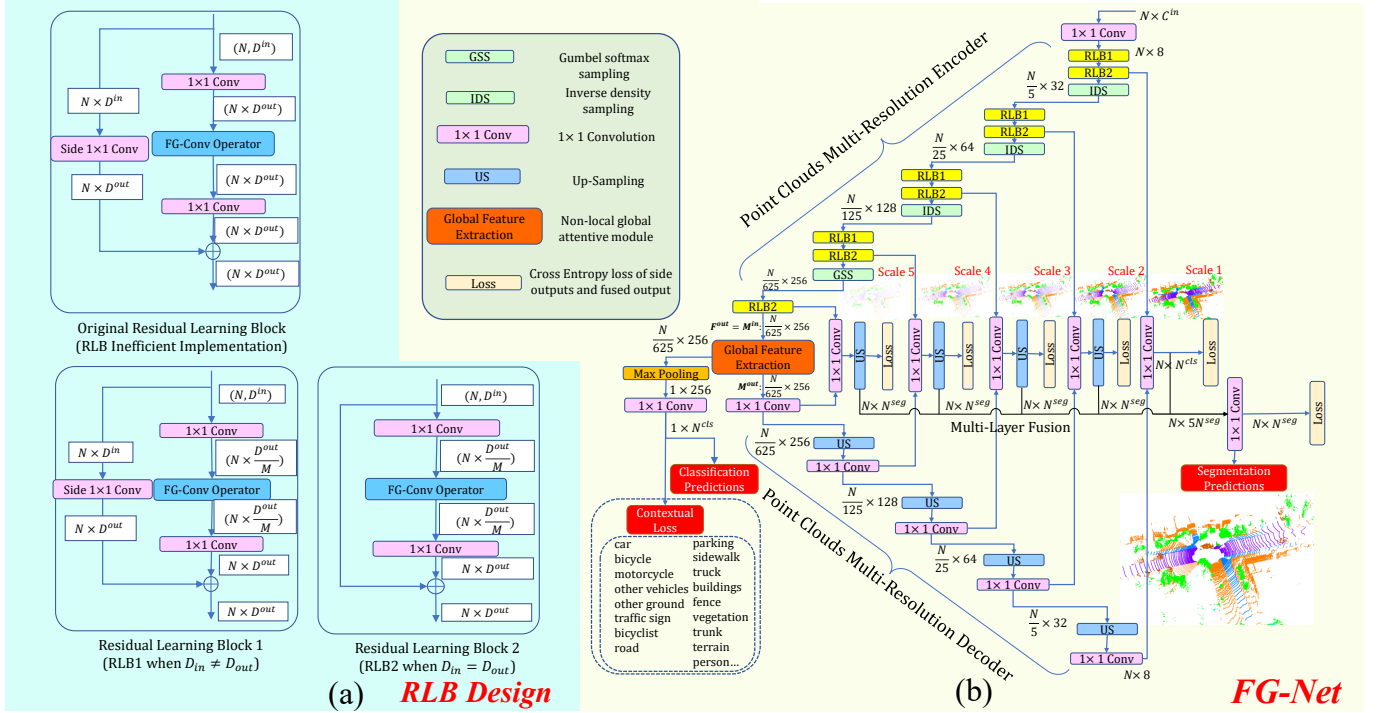 (N, D^{in})
1×1 Conv
N × D^{in}
(N × D^{out})
Side 1×1 Conv
FG-Conv Operator
N × D^{out}
(N × D^{out})
1×1 Conv
(N × D^{out})
(N × D^{out})
Original Residual Learning Block
(RLB Inefficient Implementation)
(N, D^{in})
1×1 Conv
N × D^{in}
(N × D^{out}/M)
Side 1×1 Conv
FG-Conv Operator
N × D^{out}
(N × D^{out}/M)
1×1 Conv
N × D^{out}
N × D^{out}
Residual Learning Block 1
(RLB1 when D_{in} ≠ D_{out})
(N, D^{in})
1×1 Conv
(N × D^{out}/M)
FG-Conv Operator
(N × D^{out}/M)
1×1 Conv
N × D^{out}
N × D^{out}
Residual Learning Block 2
(RLB2 when D_{in} = D_{out})
(a)
RLB Design
GSS
Gumbel softmax
sampling
IDS
Inverse density
sampling
1×1 Conv
1×1 Convolution
US
Up-Sampling
Global Feature
Extraction
Non-local global
attentive module
Loss
Cross Entropy loss of side
outputs and fused output
Point Clouds Multi-Resolution Encoder
N × C^{in}
1×1 Conv
N × 8
RLB1
RLB2
IDS
N/5 × 32
RLB1
RLB2
IDS
N/25 × 64
RLB1
RLB2
IDS
N/125 × 128
RLB1
RLB2
GSS
N/625 × 256
RLB2
F^{out} = M^{in}: N/625 × 256
Global Feature
Extraction
N/625 × 256
Max Pooling
1 × 256
1×1 Conv
1 × N^{cls}
M^{out}: N/625 × 256
1×1 Conv
Classification
Predictions
Contextual
Loss
car
bicycle
motorcycle
other vehicles
other ground
traffic sign
bicyclist
road
parking
sidewalk
truck
buildings
fence
vegetation
trunk
terrain
person...
Scale 5
Scale 4
Scale 3
Scale 2
Scale 1
1×1 Conv
US
Loss
1×1 Conv
US
Loss
1×1 Conv
US
Loss
1×1 Conv
US
Loss
1×1 Conv
Loss
N × N^{cls}
N × N^{seg}
N × N^{seg}
N × N^{seg}
N × N^{seg}
Multi-Layer Fusion
N × 5N^{seg}
1×1 Conv
N × N^{seg}
Loss
Segmentation
Predictions
N/625 × 256
US
1×1 Conv
N/125 × 128
US
1×1 Conv
N/25 × 64
US
1×1 Conv
N/5 × 32
US
1×1 Conv
N × 8
Point Clouds Multi-Resolution Decoder
(b)
FG-Net